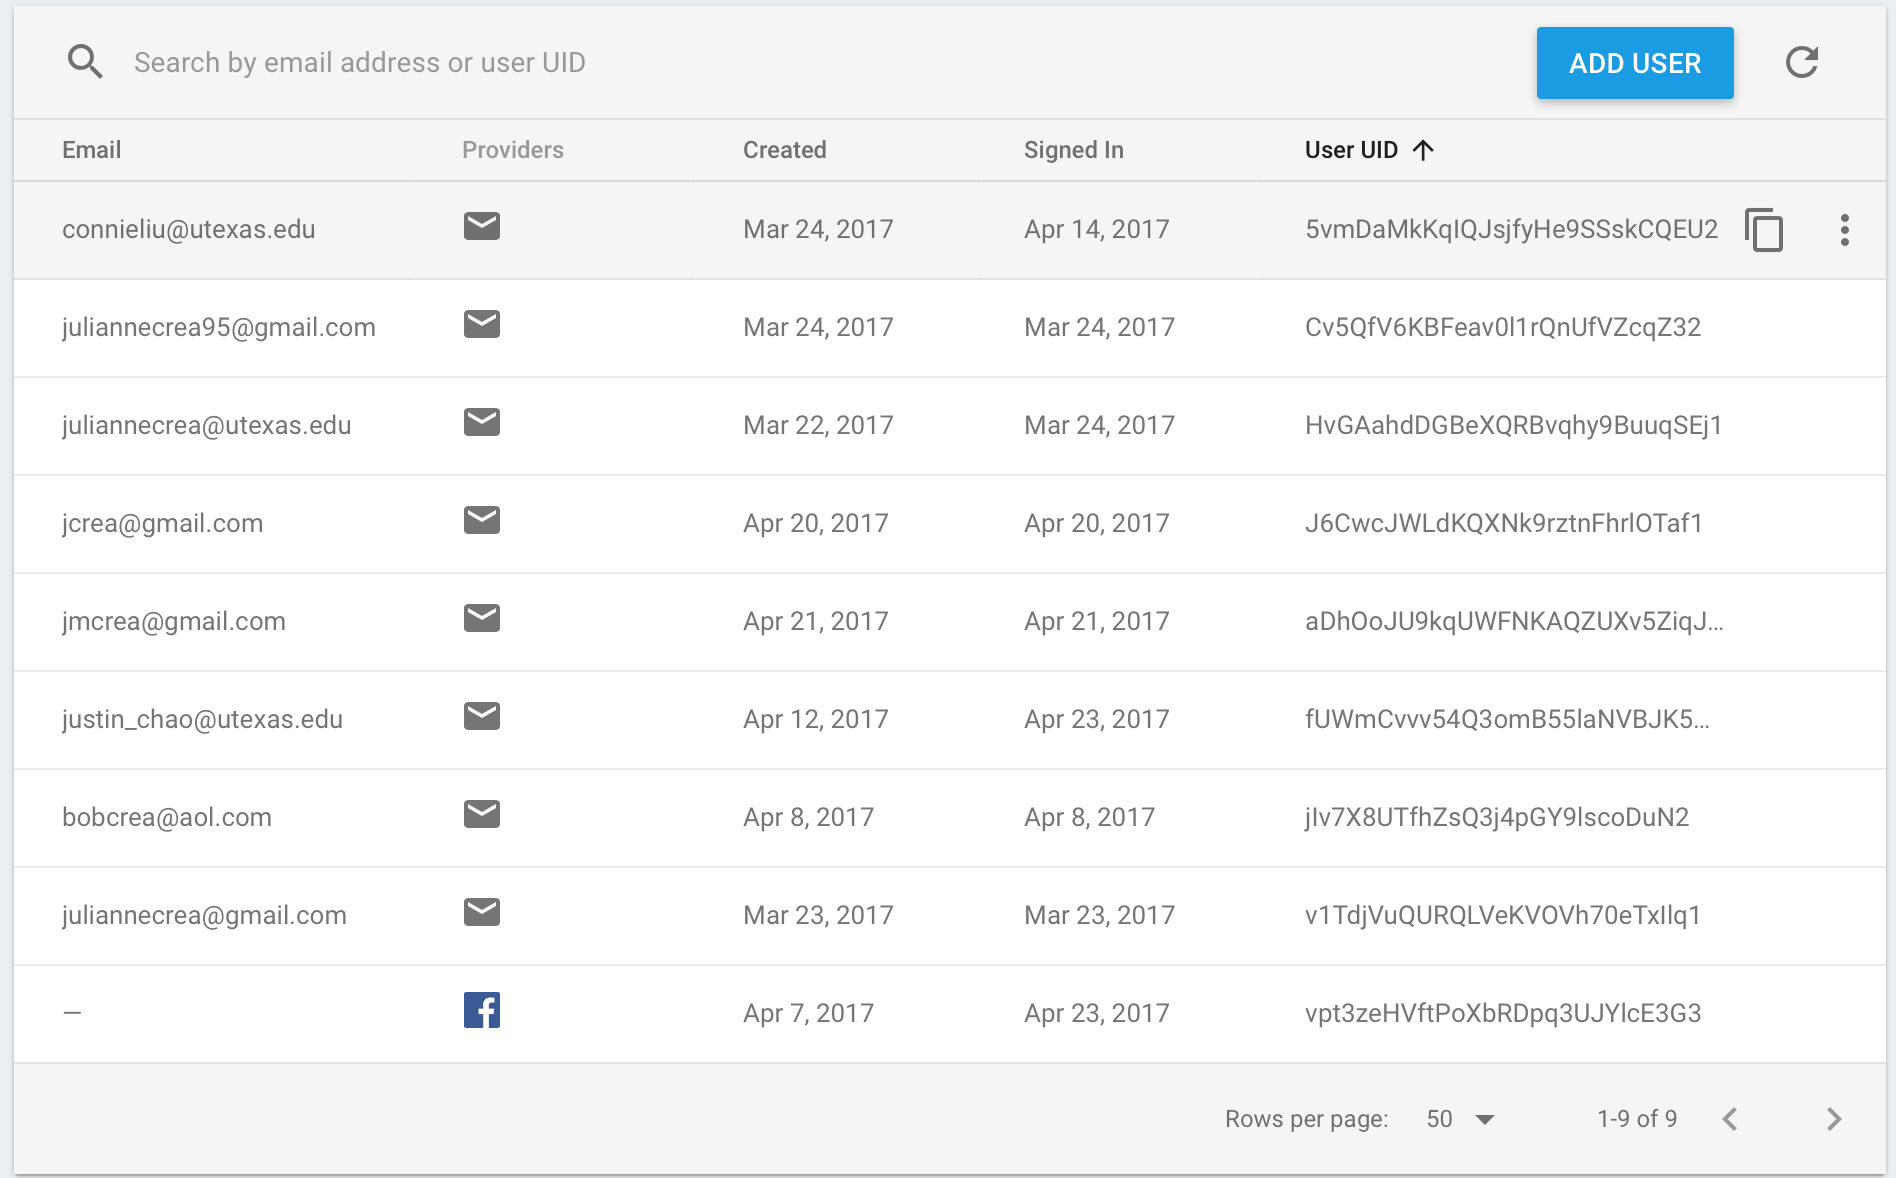 Search by email address or user UID ADD USER
Email Providers Created Signed In User UID
connieliu@utexas.edu Mar 24, 2017 Apr 14, 2017 5vmDaMkKqIQJsjfyHe9SSskCQEU2
juliannecrea95@gmail.com Mar 24, 2017 Mar 24, 2017 Cv5QfV6KBFeav0l1rQnUfVZcqZ32
juliannecrea@utexas.edu Mar 22, 2017 Mar 24, 2017 HvGAahdDGBeXQRBvqhy9BuuqSEj1
jcrea@gmail.com Apr 20, 2017 Apr 20, 2017 J6CwcJWLdKQXNk9rztnFhrlOTaf1
jmcrea@gmail.com Apr 21, 2017 Apr 21, 2017 aDhOoJU9kqUWFNKAQZUXv5ZiqJ...
justin_chao@utexas.edu Apr 12, 2017 Apr 23, 2017 fUWmCvvv54Q3omB55laNVBJK5...
bobcrea@aol.com Apr 8, 2017 Apr 8, 2017 jIv7X8UTfhZsQ3j4pGY9lscoDuN2
juliannecrea@gmail.com Mar 23, 2017 Mar 23, 2017 v1TdjVuQURQLVeKVOVh70eTxIlq1
— Apr 7, 2017 Apr 23, 2017 vpt3zeHVftPoXbRDpq3UJYlcE3G3
Rows per page: 50 1-9 of 9